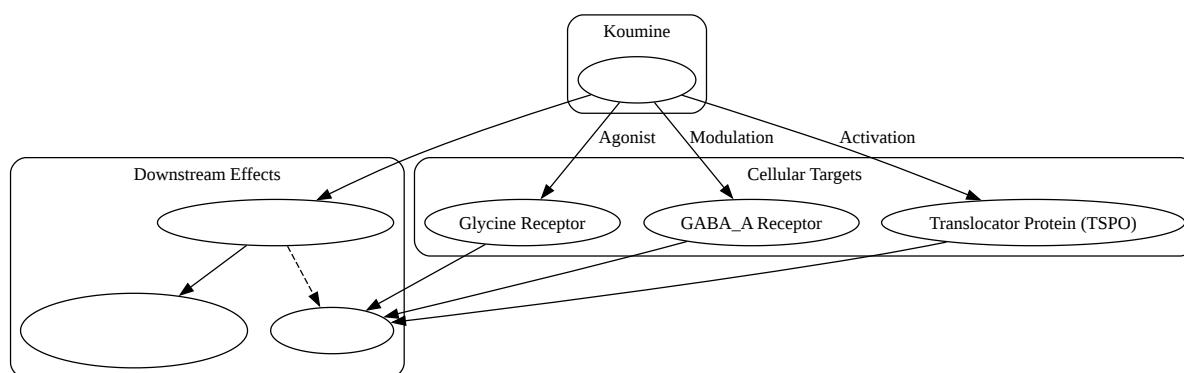 Koumine
Agonist
Modulation
Activation
Downstream Effects
Cellular Targets
Glycine Receptor
GABA_A Receptor
Translocator Protein (TSPO)